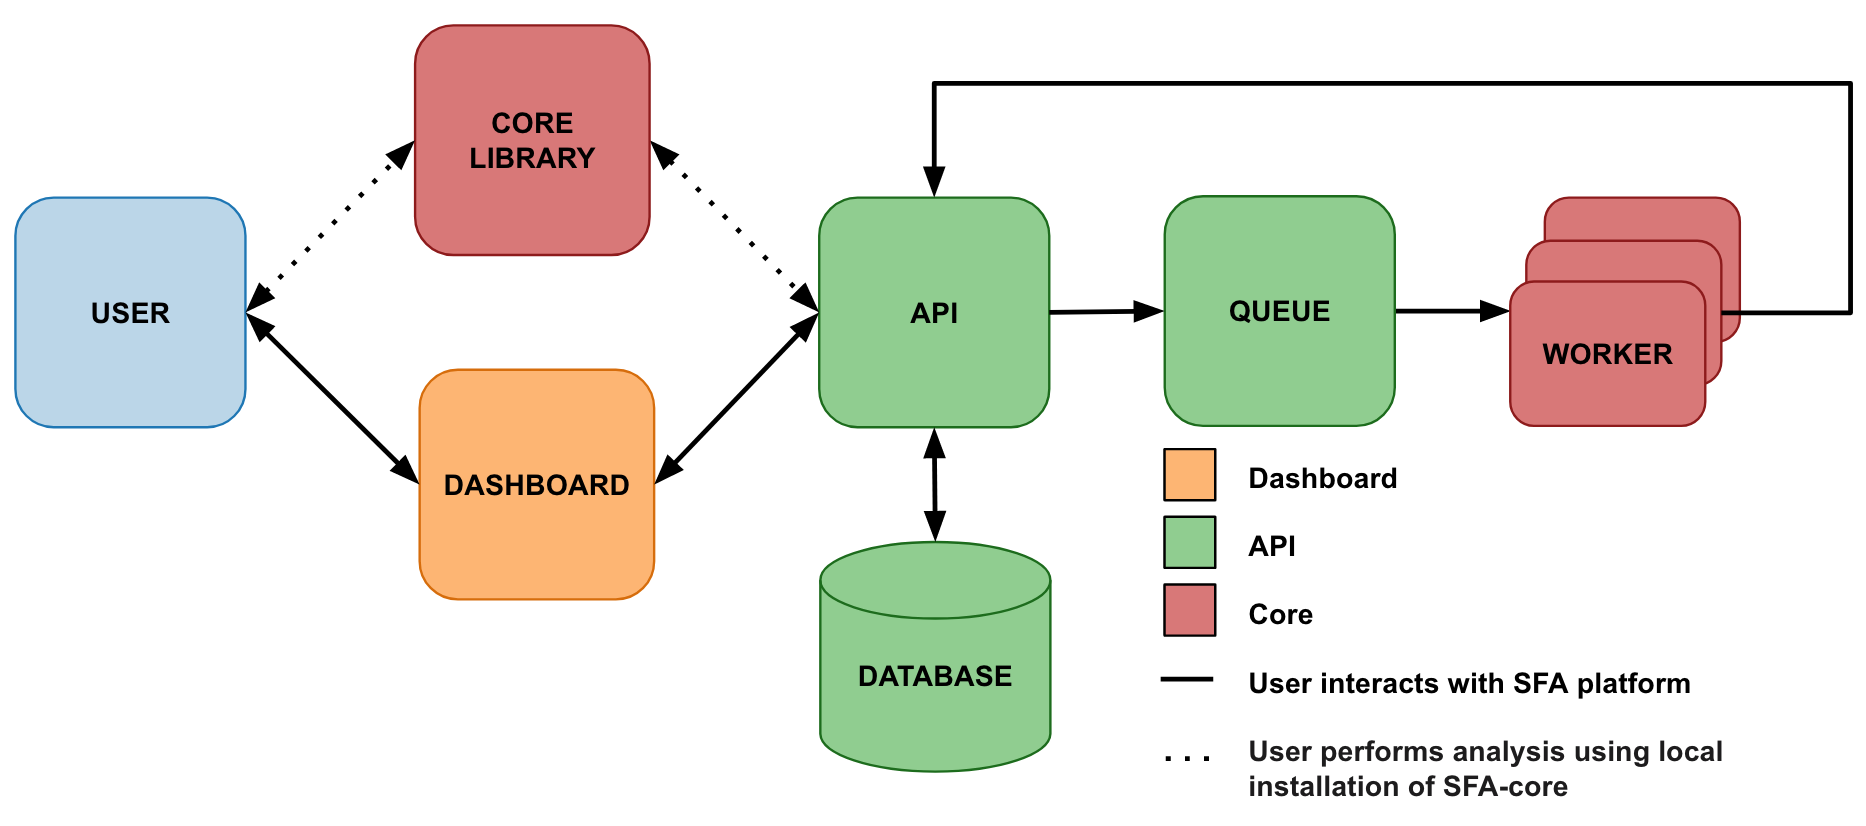 CORE
LIBRARY
USER
API
QUEUE
WORKER
DASHBOARD
DATABASE
Dashboard
API
Core
User interacts with SFA platform
User performs analysis using local
installation of SFA-core